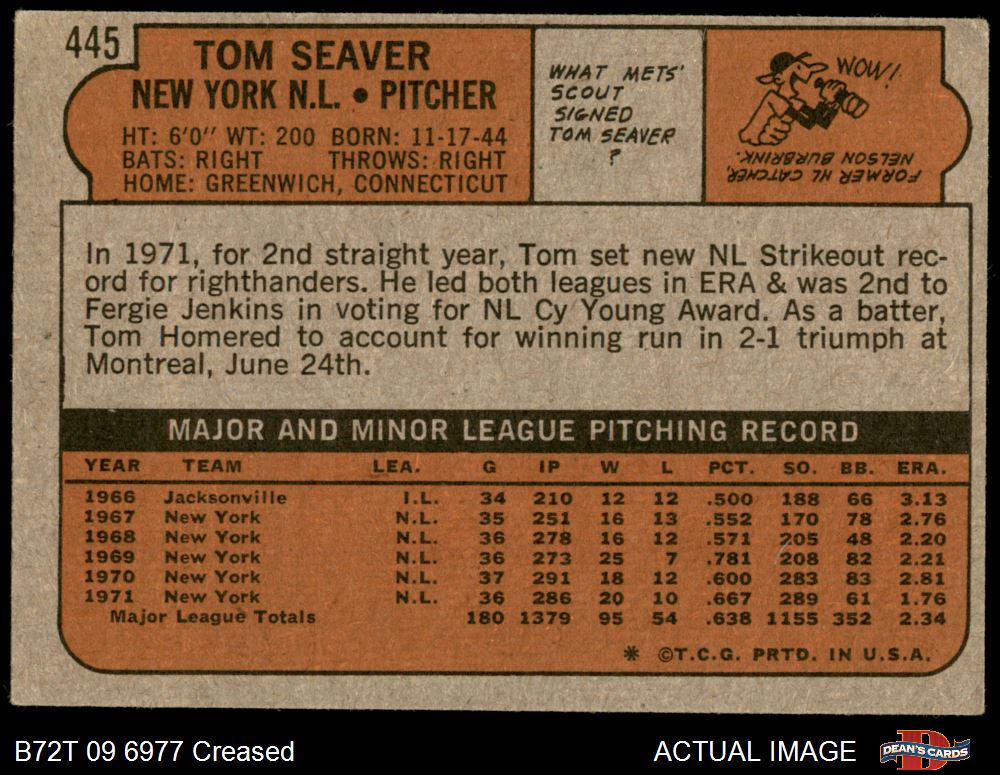 445
TOM SEAVER
NEW YORK N.L. • PITCHER
HT: 6'0" WT: 200 BORN: 11-17-44
BATS: RIGHT THROWS: RIGHT
HOME: GREENWICH, CONNECTICUT
WHAT METS'
SCOUT
SIGNED
TOM SEAVER
?
WOW!
FORMER NL CATCHER,
NELSON BURBRINK.
In 1971, for 2nd straight year, Tom set new NL Strikeout rec-
ord for righthanders. He led both leagues in ERA & was 2nd to
Fergie Jenkins in voting for NL Cy Young Award. As a batter,
Tom Homered to account for winning run in 2-1 triumph at
Montreal, June 24th.
MAJOR AND MINOR LEAGUE PITCHING RECORD
YEAR TEAM LEA. G IP W L PCT. SO. BB. ERA.
1966 Jacksonville I.L. 34 210 12 12 .500 188 66 3.13
1967 New York N.L. 35 251 16 13 .552 170 78 2.76
1968 New York N.L. 36 278 16 12 .571 205 48 2.20
1969 New York N.L. 36 273 25 7 .781 208 82 2.21
1970 New York N.L. 37 291 18 12 .600 283 83 2.81
1971 New York N.L. 36 286 20 10 .667 289 61 1.76
Major League Totals 180 1379 95 54 .638 1155 352 2.34
* ©T.C.G. PRTD. IN U.S.A.
B72T 09 6977 Creased
ACTUAL IMAGE
D
DEAN'S CARDS